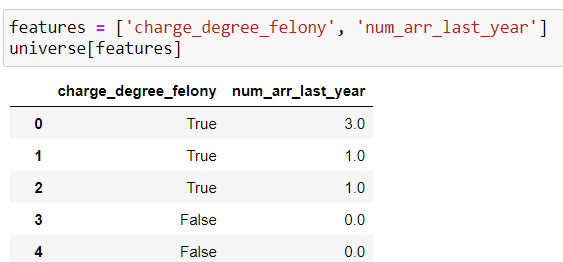 features = ['charge_degree_felony', 'num_arr_last_year']
universe[features]
charge_degree_felony num_arr_last_year
0 True 3.0
1 True 1.0
2 True 1.0
3 False 0.0
4 False 0.0